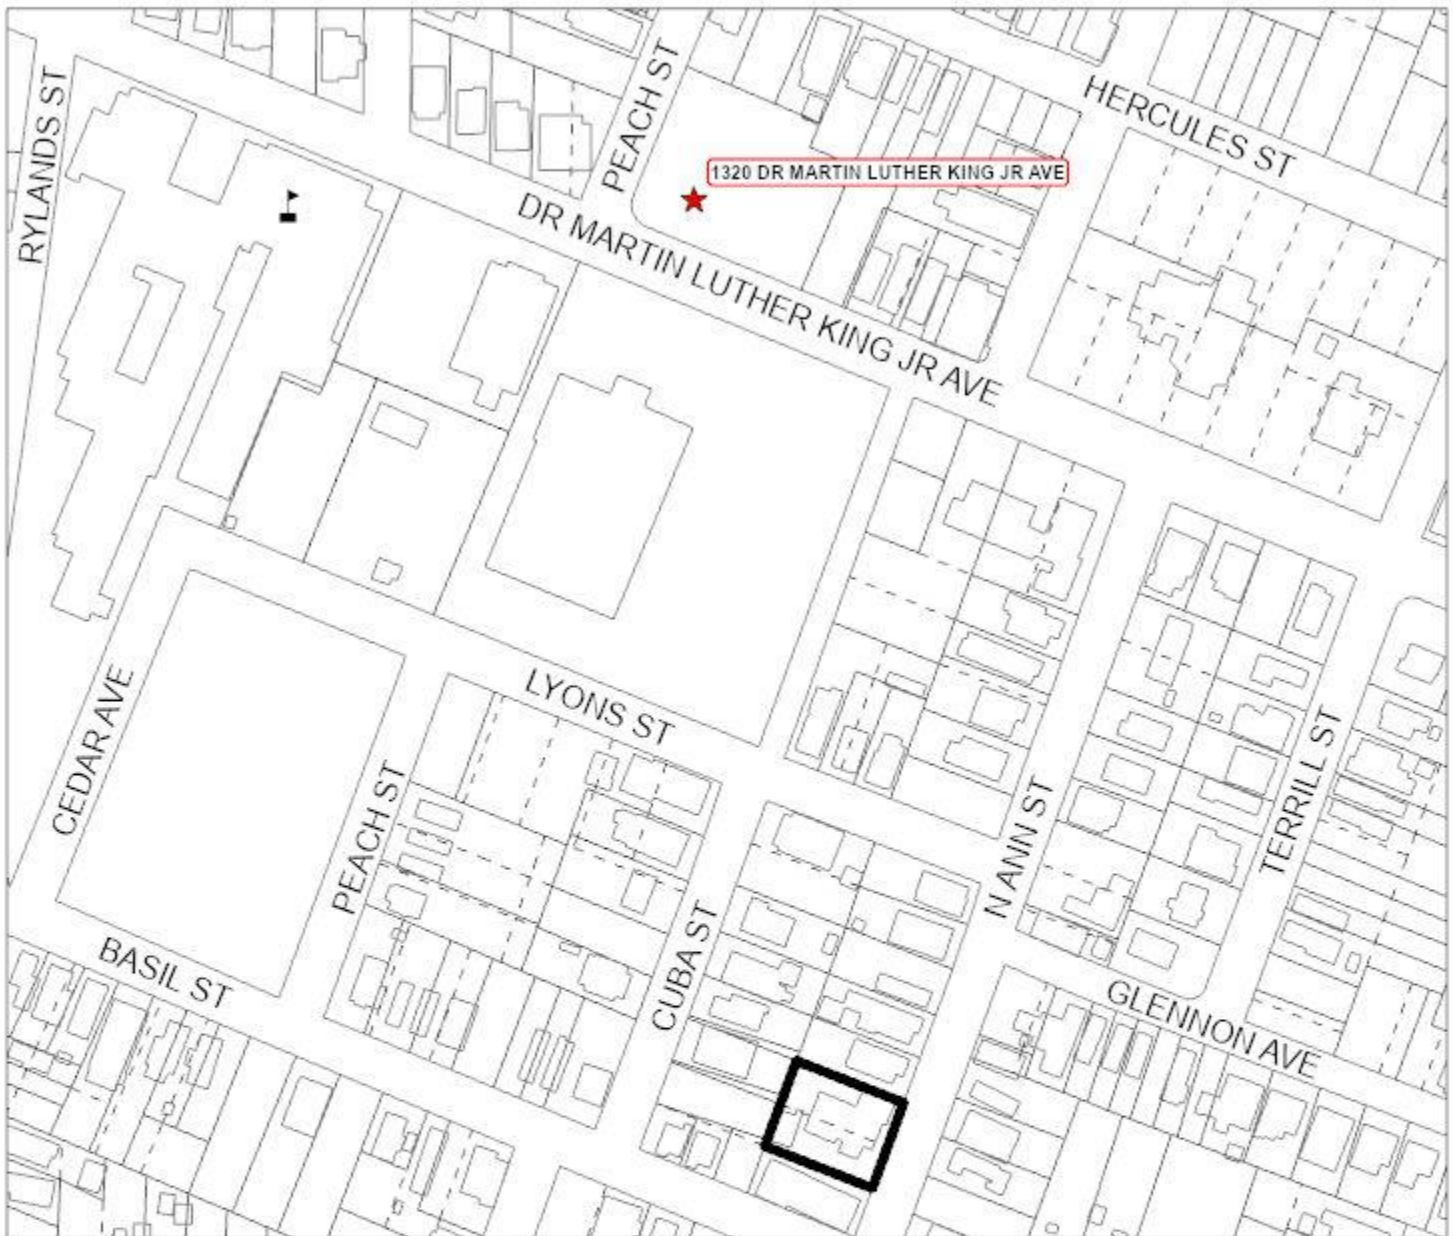 HERCULES ST
PEACH ST
RYLANDS ST
1320 DR MARTIN LUTHER KING JR AVE
DR MARTIN LUTHER KING JR AVE
LYONS ST
CEDAR AVE
PEACH ST
N ANN ST
TERRILL ST
CUBA ST
BASIL ST
GLENNON AVE